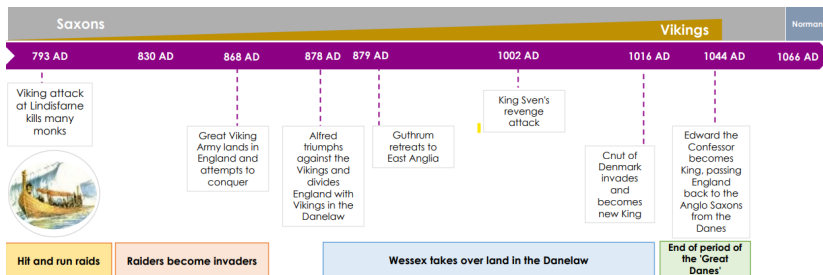 Saxons
Vikings
Norman
793 AD
830 AD
868 AD
878 AD
879 AD
1002 AD
1016 AD
1044 AD
1066 AD
Viking attack
at Lindisfarne
kills many
monks
Great Viking
Army lands in
England and
attempts to
conquer
Alfred
triumphs
against the
Vikings and
divides
England with
Vikings in the
Danelaw
Guthrum
retreats to
East Anglia
King Sven's
revenge
attack
Cnut of
Denmark
invades
and
becomes
new King
Edward the
Confessor
becomes
King, passing
England
back to the
Anglo Saxons
from the
Danes
Hit and run raids
Raiders become invaders
Wessex takes over land in the Danelaw
End of period of
the 'Great
Danes'